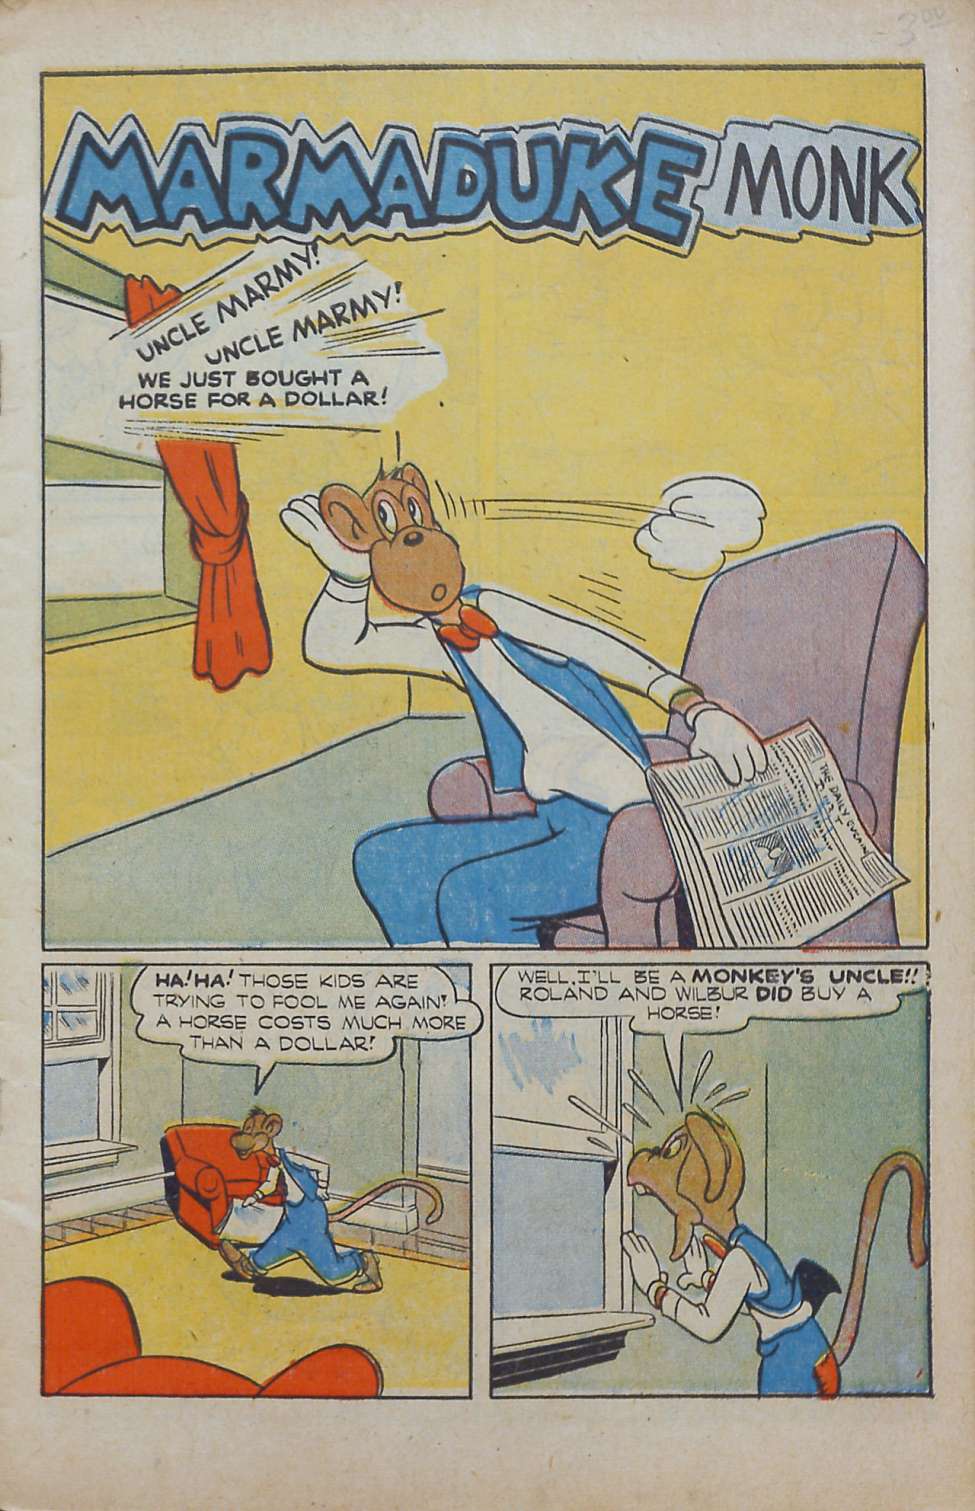 MARMADUKE MONK
UNCLE MARMY!
UNCLE MARMY!
WE JUST BOUGHT A
HORSE FOR A DOLLAR!
THE DAILY
HA! HA! THOSE KIDS ARE
TRYING TO FOOL ME AGAIN!
A HORSE COSTS MUCH MORE
THAN A DOLLAR!
WELL, I'LL BE A MONKEY'S UNCLE!!
ROLAND AND WILBUR DID BUY A
HORSE!